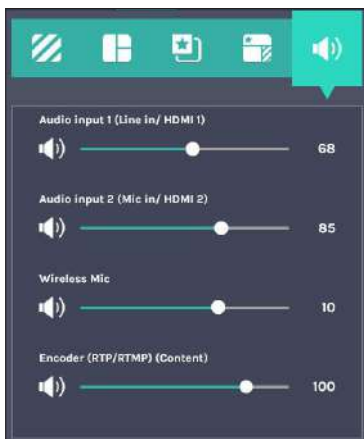 Audio input 1 (Line in/ HDMI 1)
68
Audio input 2 (Mic in/ HDMI 2)
85
Wireless Mic
10
Encoder (RTP/RTMP) (Content)
100